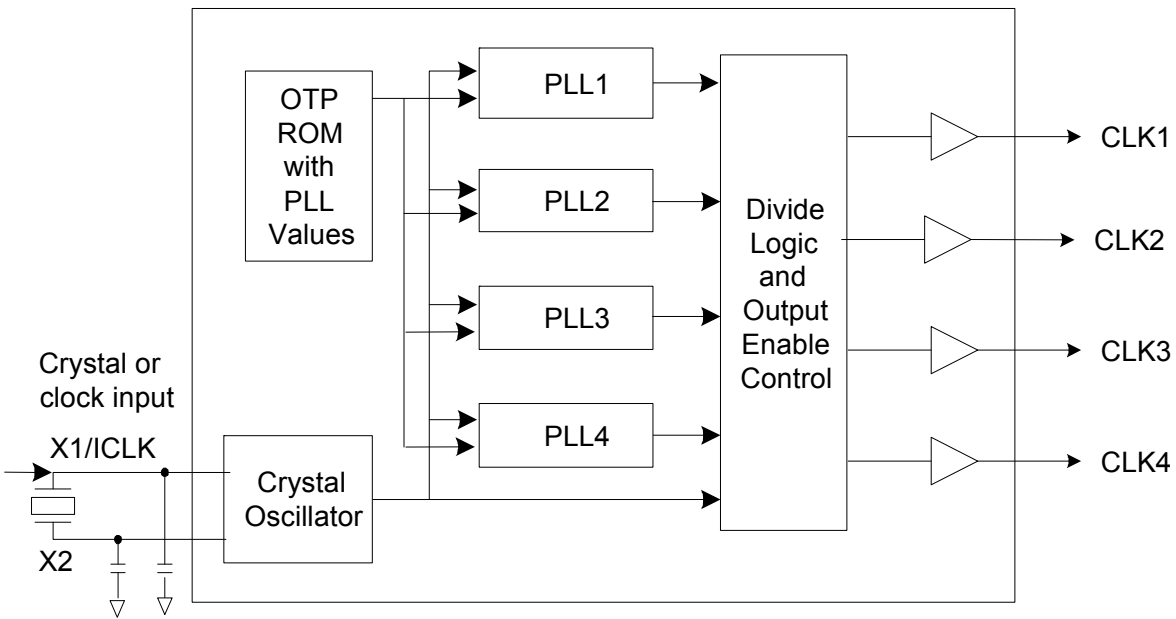 OTP
ROM
with
PLL
Values
PLL1
PLL2
PLL3
PLL4
Divide
Logic
and
Output
Enable
Control
CLK1
CLK2
CLK3
CLK4
Crystal or
clock input
X1/ICLK
X2
Crystal
Oscillator